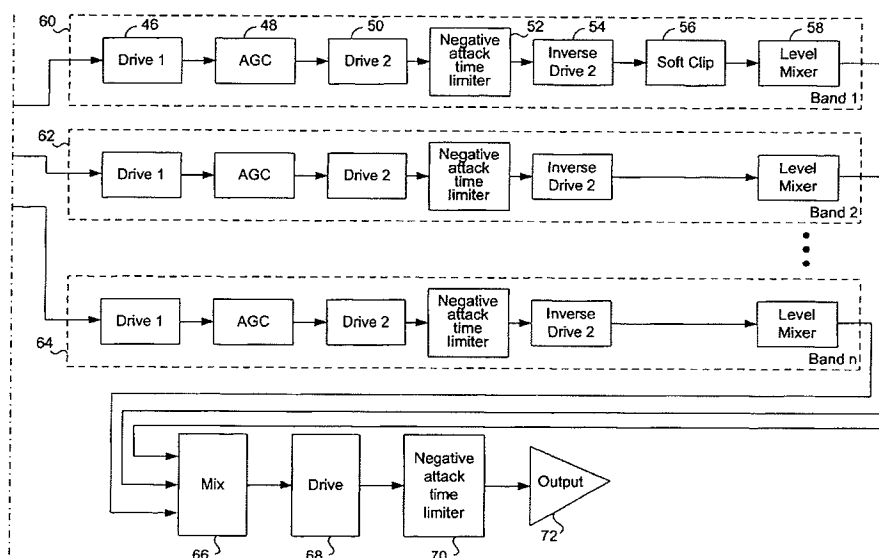 60
46
48
50
52
54
56
58
Drive 1
AGC
Drive 2
Negative
attack
time
limiter
Inverse
Drive 2
Soft Clip
Level
Mixer
Band 1
62
Drive 1
AGC
Drive 2
Negative
attack
time
limiter
Inverse
Drive 2
Level
Mixer
Band 2
Drive 1
AGC
Drive 2
Negative
attack
time
limiter
Inverse
Drive 2
Level
Mixer
64
Band n
Mix
Drive
Negative
attack
time
limiter
Output
66
68
70
72